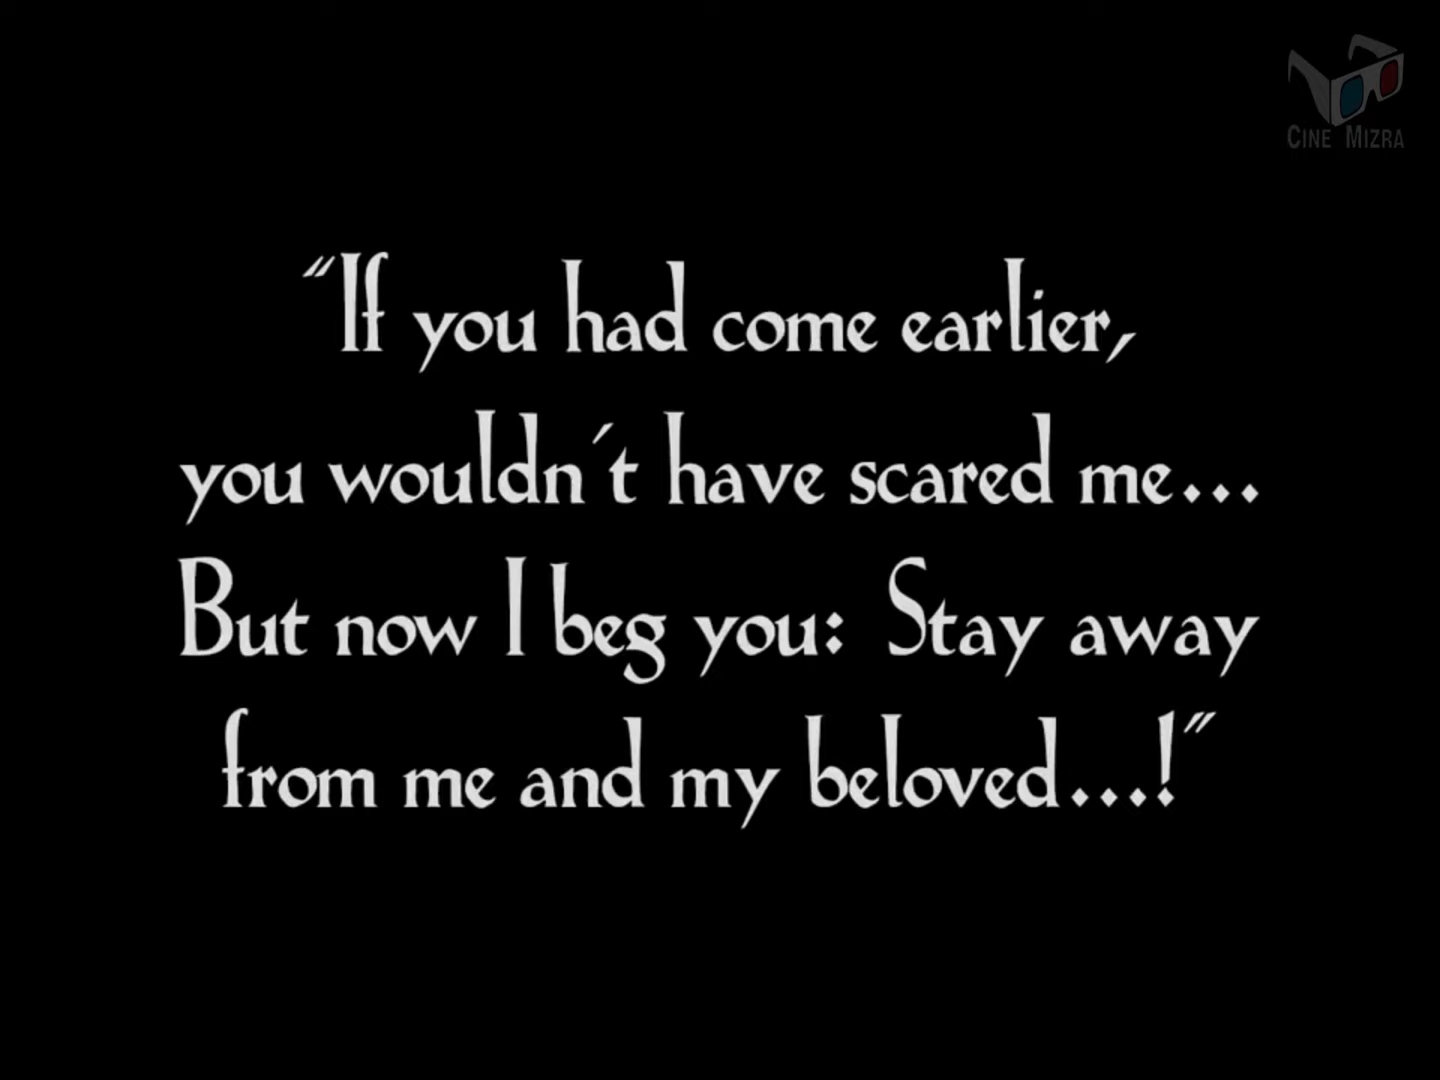 CINE MIZRA
"If you had come earlier,
you wouldn't have scared me...
But now I beg you: Stay away
from me and my beloved...!"